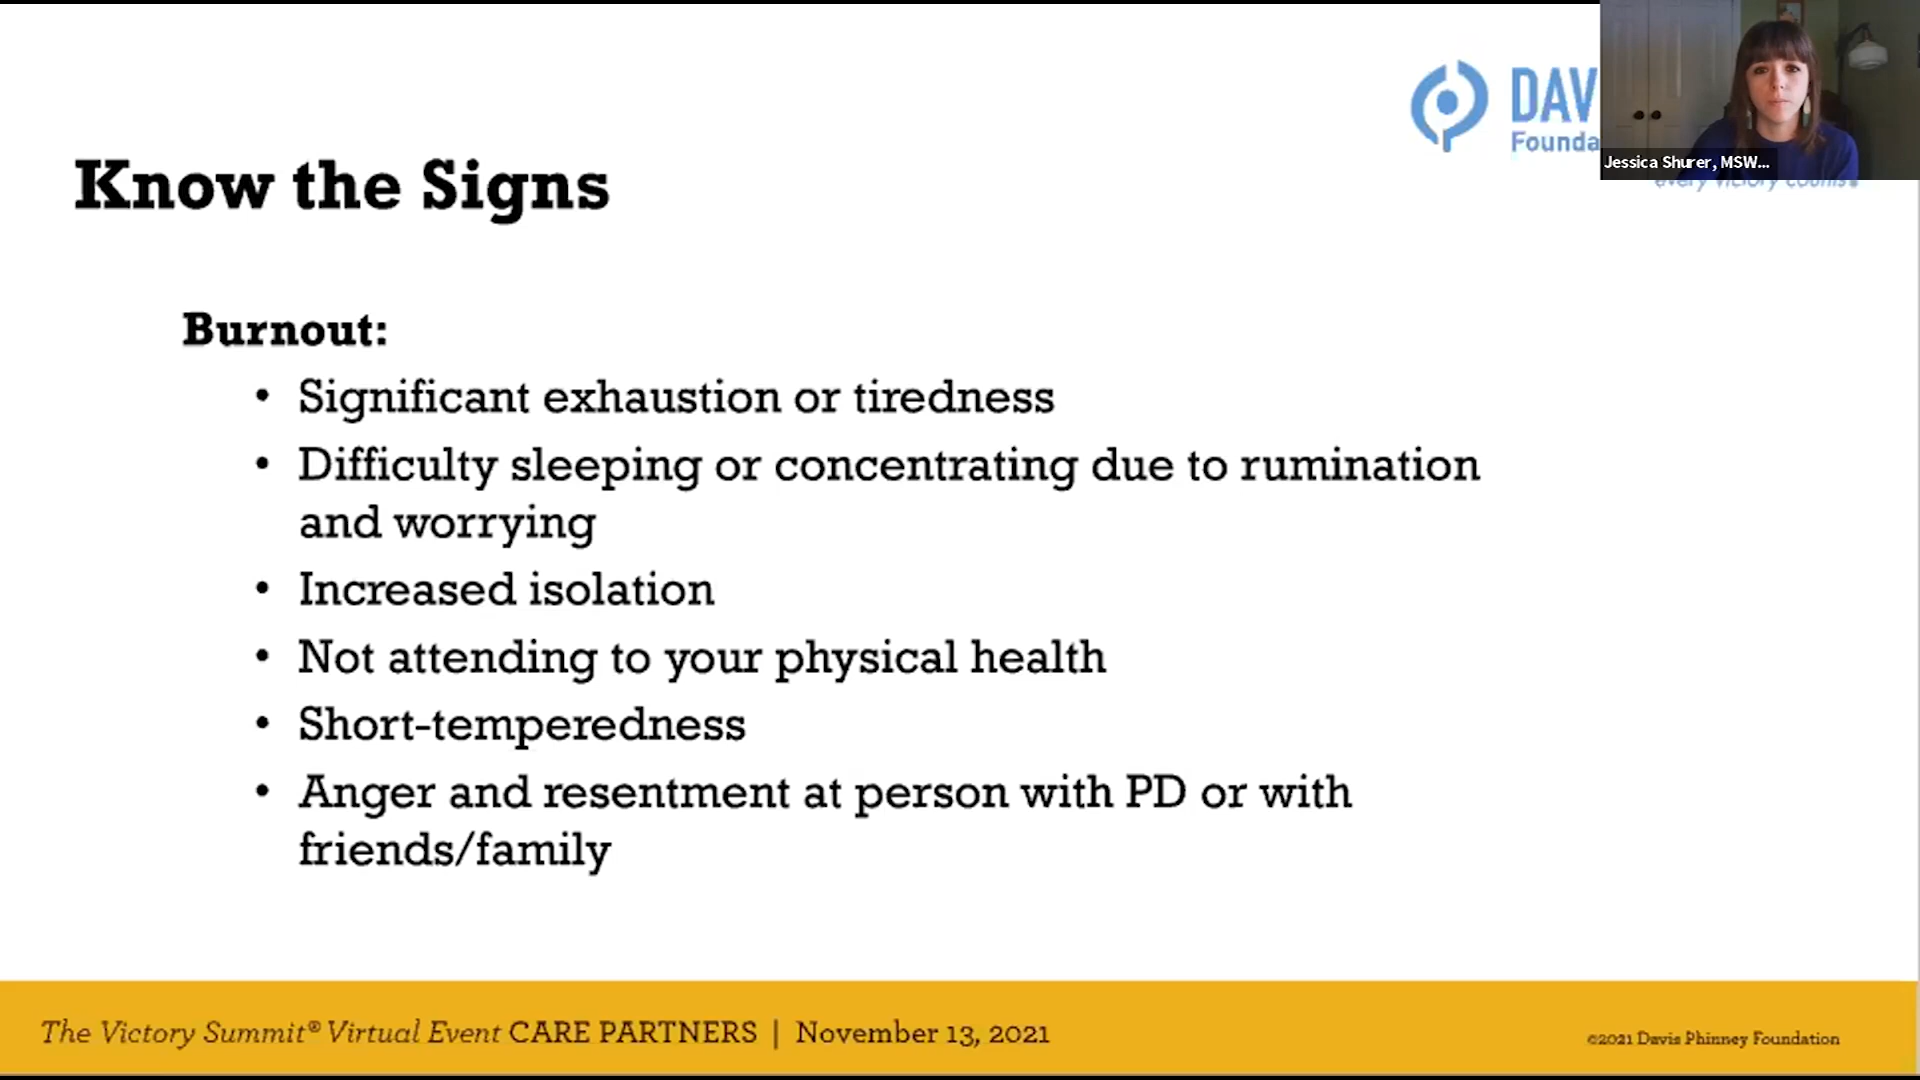 DAV
Founda
Jessica Shurer, MSW...
every victory counts.
Know the Signs
Burnout:
• Significant exhaustion or tiredness
• Difficulty sleeping or concentrating due to rumination
and worrying
• Increased isolation
• Not attending to your physical health
• Short-temperedness
• Anger and resentment at person with PD or with
friends/family
The Victory Summit® Virtual Event CARE PARTNERS | November 13, 2021
©2021 Davis Phinney Foundation